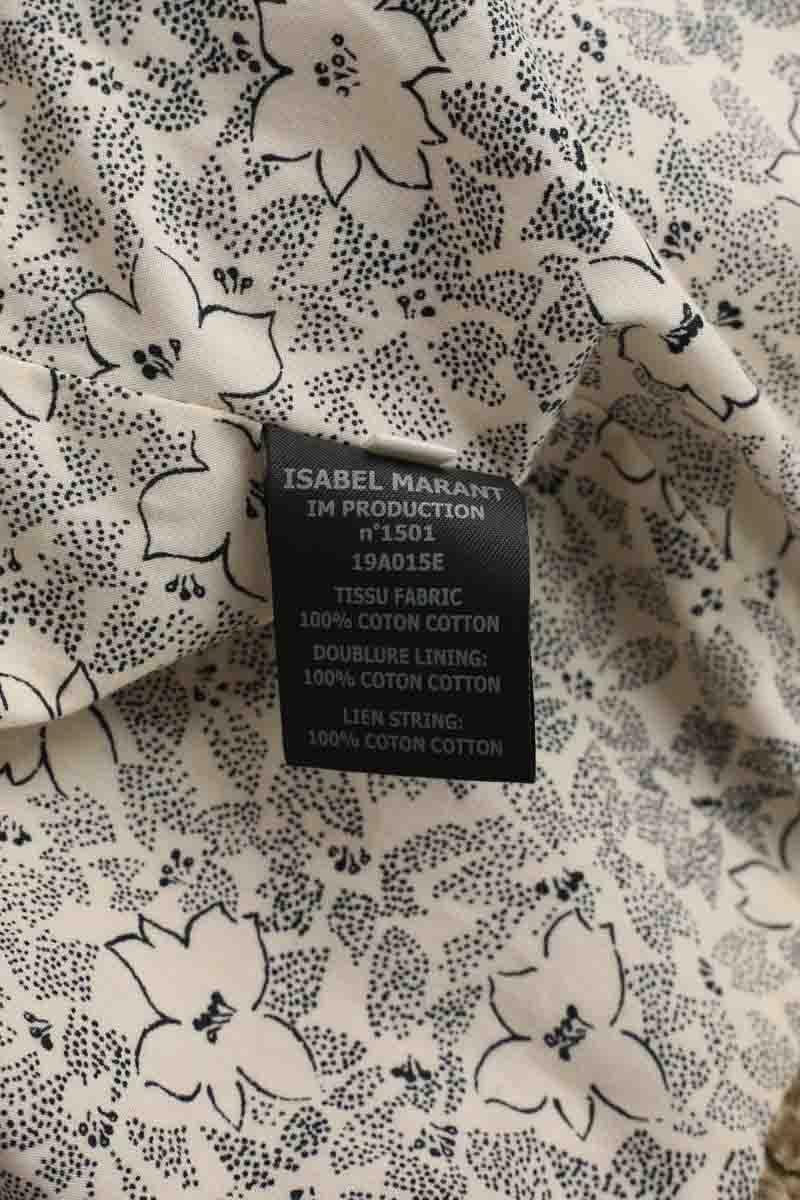 ISABEL MARANT
IM PRODUCTION
n°1501
19A015E
TISSU FABRIC
100% COTON COTTON
DOUBLURE LINING:
100% COTON COTTON
LIEN STRING:
100% COTON COTTON